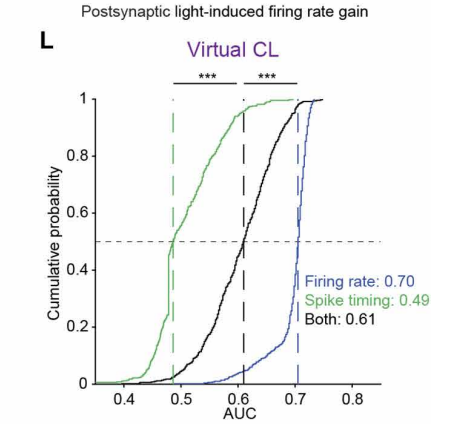 Postsynaptic light-induced firing rate gain
L
Virtual CL
*** ***
Cumulative probability
1
0.8
0.6
0.4
0.2
0
Firing rate: 0.70
Spike timing: 0.49
Both: 0.61
0.4 0.5 0.6 0.7 0.8
AUC